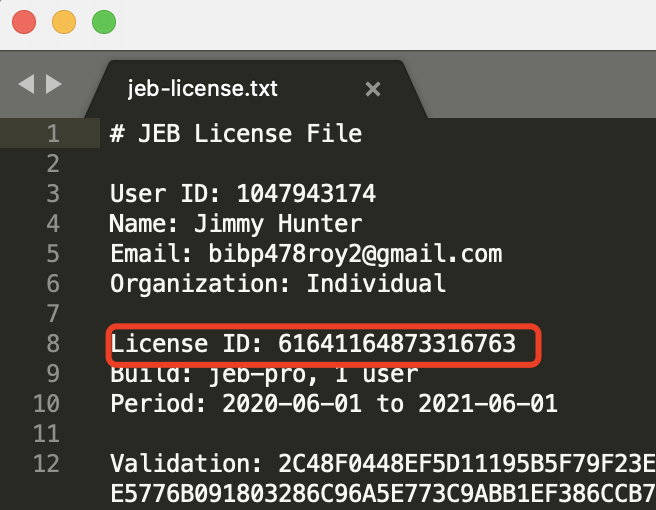 jeb-license.txt
1 # JEB License File
2
3 User ID: 1047943174
4 Name: Jimmy Hunter
5 Email: bibp478roy2@gmail.com
6 Organization: Individual
7
8 License ID: 61641164873316763
9 Build: jeb-pro, 1 user
10 Period: 2020-06-01 to 2021-06-01
11
12 Validation: 2C48F0448EF5D11195B5F79F23E
E5776B091803286C96A5E773C9ABB1EF386CCB7